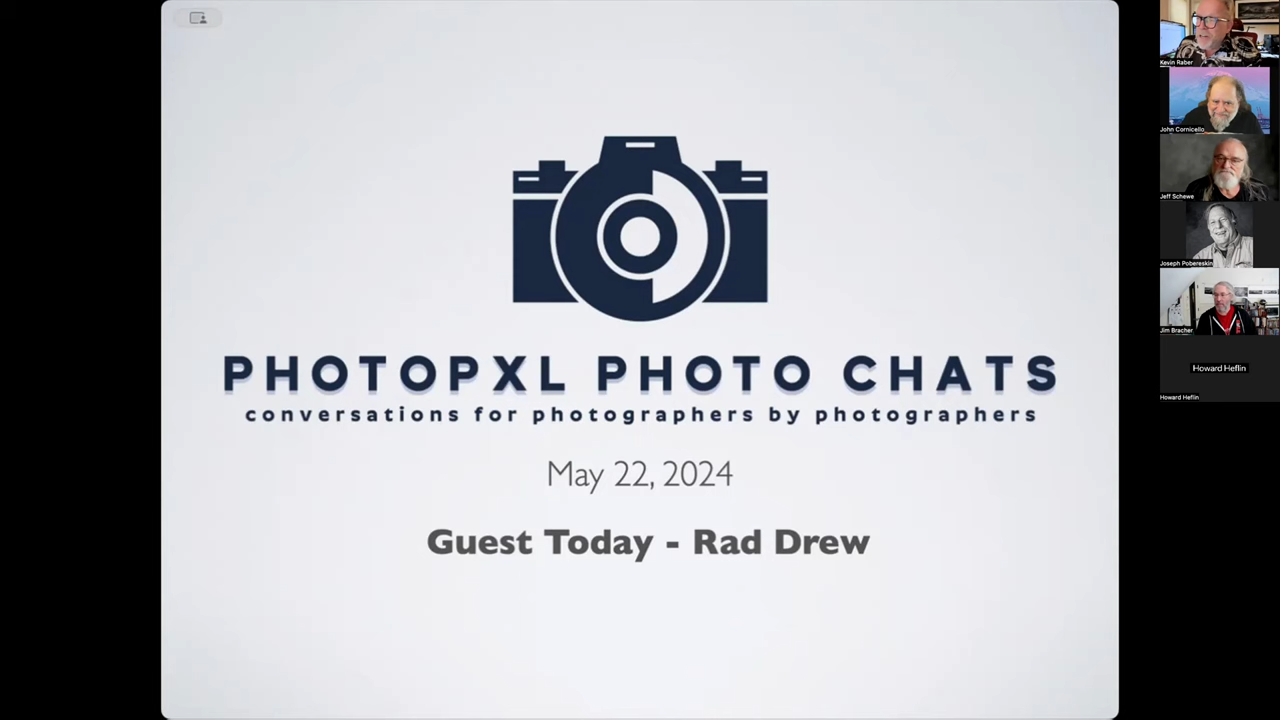 PHOTOPXL PHOTO CHATS
conversations for photographers by photographers
May 22, 2024
Guest Today - Rad Drew
Kevin Raber
John Cornicello
Jeff Schewe
Joseph Pobereskin
Jim Bracher
Howard Heflin
Howard Heflin